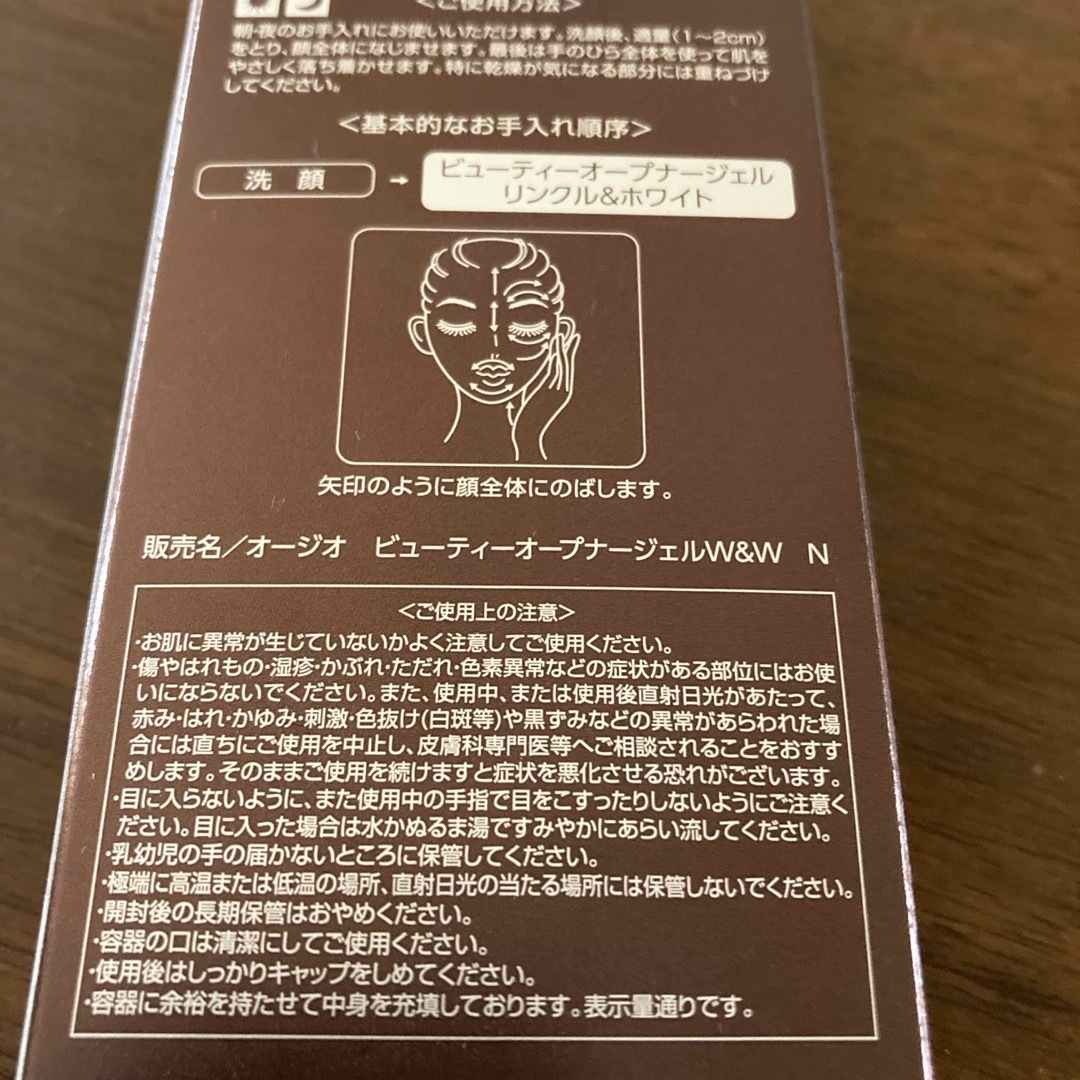 <ご使用方法>
朝・夜のお手入れにお使いいただけます。洗顔後、適量(1～2cm)
をとり、顔全体になじませます。最後は手のひら全体を使って肌を
やさしく落ち着かせます。特に乾燥が気になる部分には重ねづけ
してください。
<基本的なお手入れ順序>
洗 顔 → ビューティーオープナージェル
リンクル&ホワイト
矢印のように顔全体にのばします。
販売名／オージオ ビューティーオープナージェルW&W N
<ご使用上の注意>
・お肌に異常が生じていないかよく注意してご使用ください。
・傷やはれもの・湿疹・かぶれ・ただれ・色素異常などの症状がある部位にはお使
いにならないでください。また、使用中、または使用後直射日光があたって、
赤み・はれ・かゆみ・刺激・色抜け(白斑等)や黒ずみなどの異常があらわれた場
合には直ちにご使用を中止し、皮膚科専門医等へご相談されることをおすす
めします。そのままご使用を続けますと症状を悪化させる恐れがございます。
・目に入らないように、また使用中の手指で目をこすったりしないようにご注意く
ださい。目に入った場合は水かぬるま湯ですみやかにあらい流してください。
・乳幼児の手の届かないところに保管してください。
・極端に高温または低温の場所、直射日光の当たる場所には保管しないでください。
・開封後の長期保管はおやめください。
・容器の口は清潔にしてご使用ください。
・使用後はしっかりキャップをしめてください。
・容器に余裕を持たせて中身を充填しております。表示量通りです。